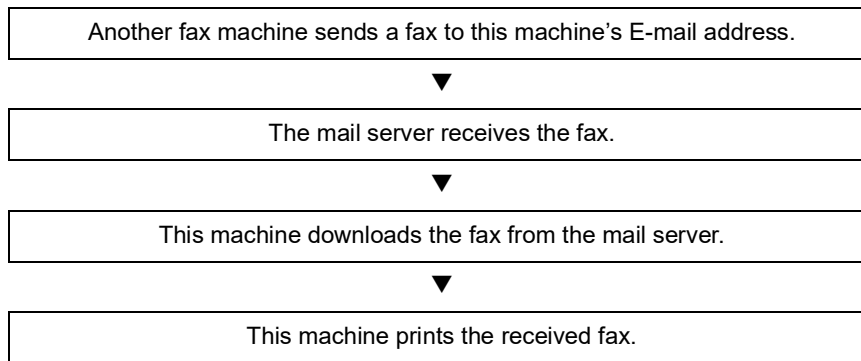 Another fax machine sends a fax to this machine’s E-mail address.
The mail server receives the fax.
This machine downloads the fax from the mail server.
This machine prints the received fax.